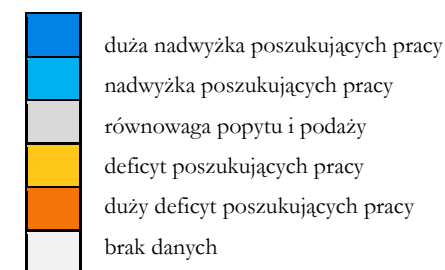 duża nadwyżka poszukujących pracy
nadwyżka poszukujących pracy
równowaga popytu i podaży
deficyt poszukujących pracy
duży deficyt poszukujących pracy
brak danych